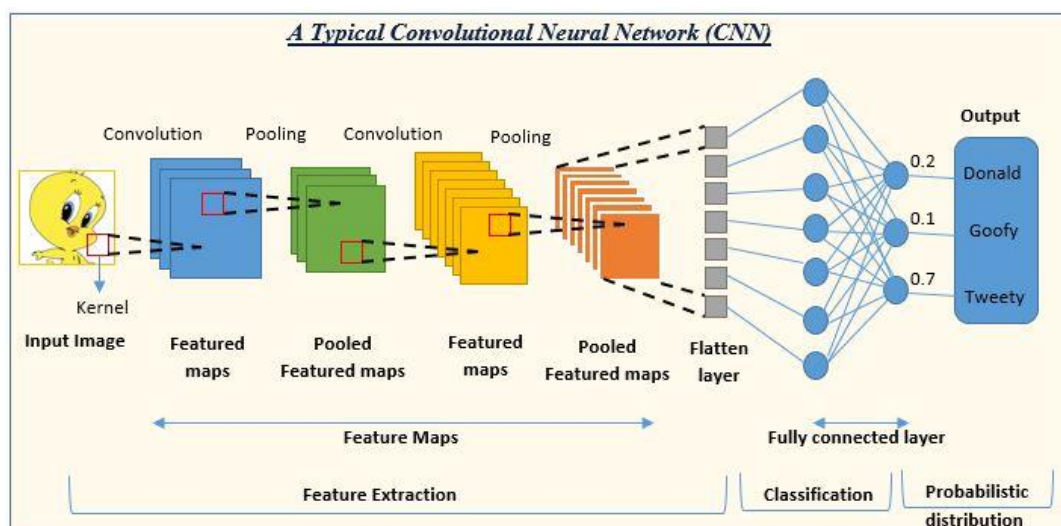 A Typical Convolutional Neural Network (CNN)
Convolution
Pooling
Convolution
Pooling
Kernel
Input Image
Featured
maps
Pooled
Featured maps
Featured
maps
Pooled
Featured maps
Flatten
layer
0.2
0.1
0.7
Output
Donald
Goofy
Tweety
Feature Maps
Fully connected layer
Feature Extraction
Classification
Probabilistic
distribution